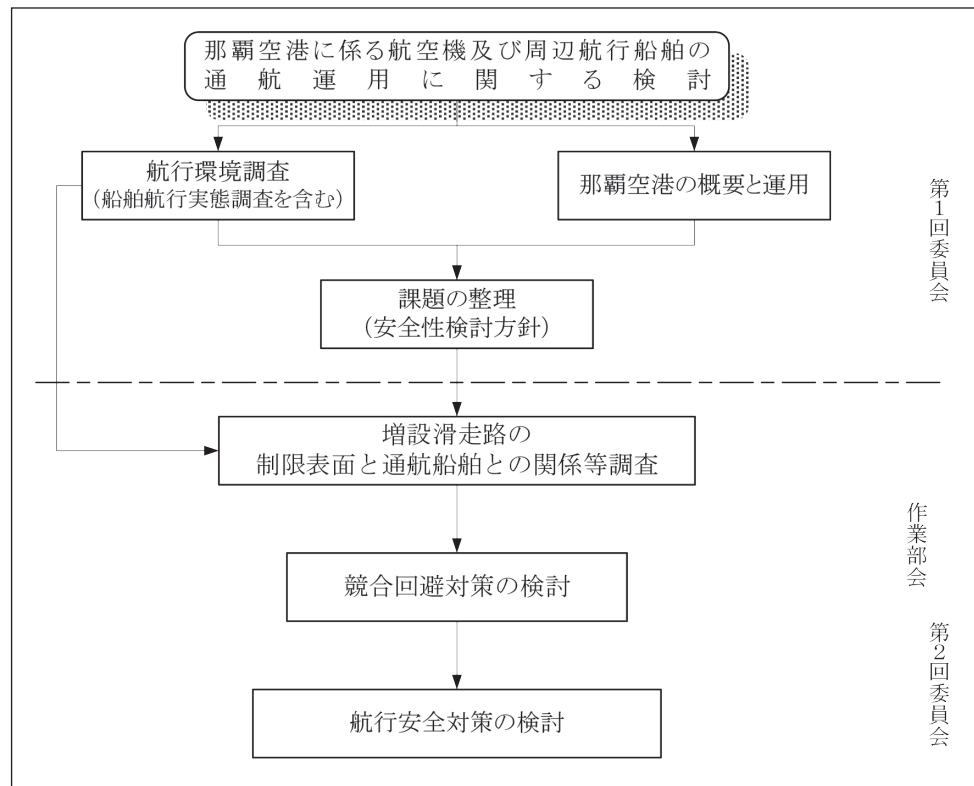 那覇空港に係る航空機及び周辺航行船舶の
通航運用に関する検討
航行環境調査
(船舶航行実態調査を含む)
那覇空港の概要と運用
第1回委員会
課題の整理
(安全性検討方針)
増設滑走路の
制限表面と通航船舶との関係等調査
作業部会
競合回避対策の検討
第2回委員会
航行安全対策の検討